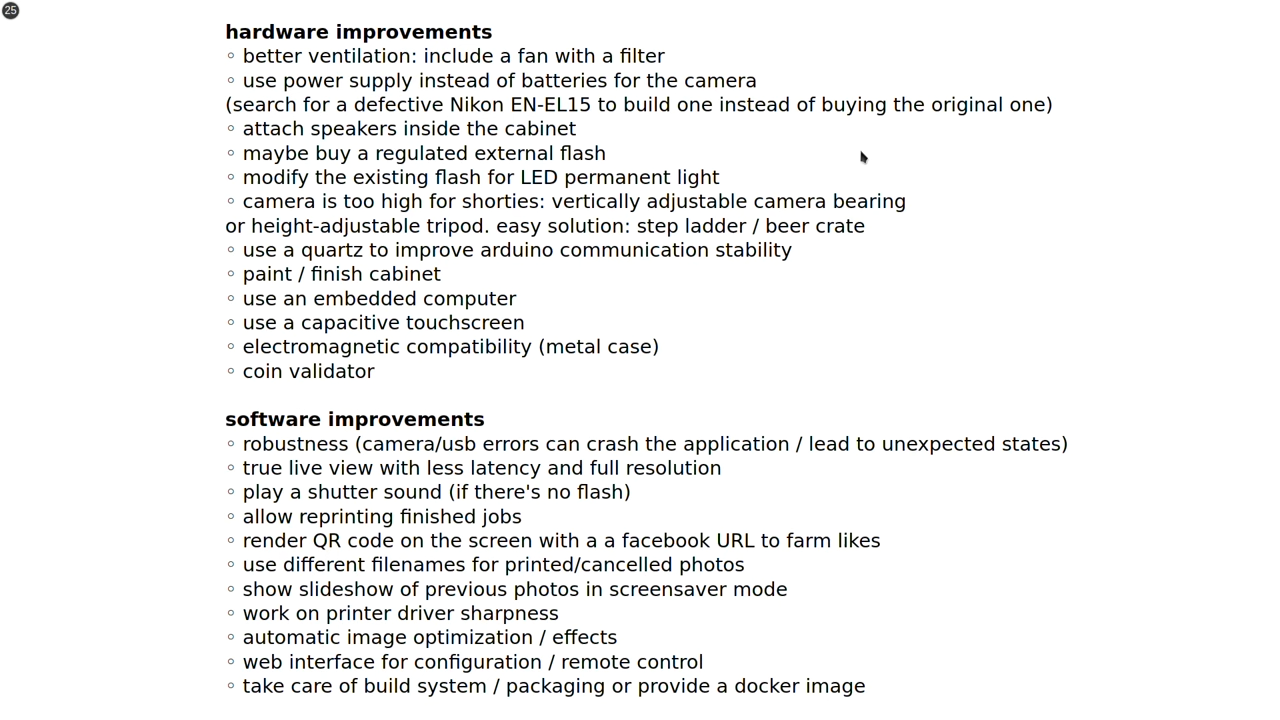 25
hardware improvements
◦ better ventilation: include a fan with a filter
◦ use power supply instead of batteries for the camera
(search for a defective Nikon EN-EL15 to build one instead of buying the original one)
◦ attach speakers inside the cabinet
◦ maybe buy a regulated external flash
◦ modify the existing flash for LED permanent light
◦ camera is too high for shorties: vertically adjustable camera bearing
or height-adjustable tripod. easy solution: step ladder / beer crate
◦ use a quartz to improve arduino communication stability
◦ paint / finish cabinet
◦ use an embedded computer
◦ use a capacitive touchscreen
◦ electromagnetic compatibility (metal case)
◦ coin validator
software improvements
◦ robustness (camera/usb errors can crash the application / lead to unexpected states)
◦ true live view with less latency and full resolution
◦ play a shutter sound (if there's no flash)
◦ allow reprinting finished jobs
◦ render QR code on the screen with a a facebook URL to farm likes
◦ use different filenames for printed/cancelled photos
◦ show slideshow of previous photos in screensaver mode
◦ work on printer driver sharpness
◦ automatic image optimization / effects
◦ web interface for configuration / remote control
◦ take care of build system / packaging or provide a docker image